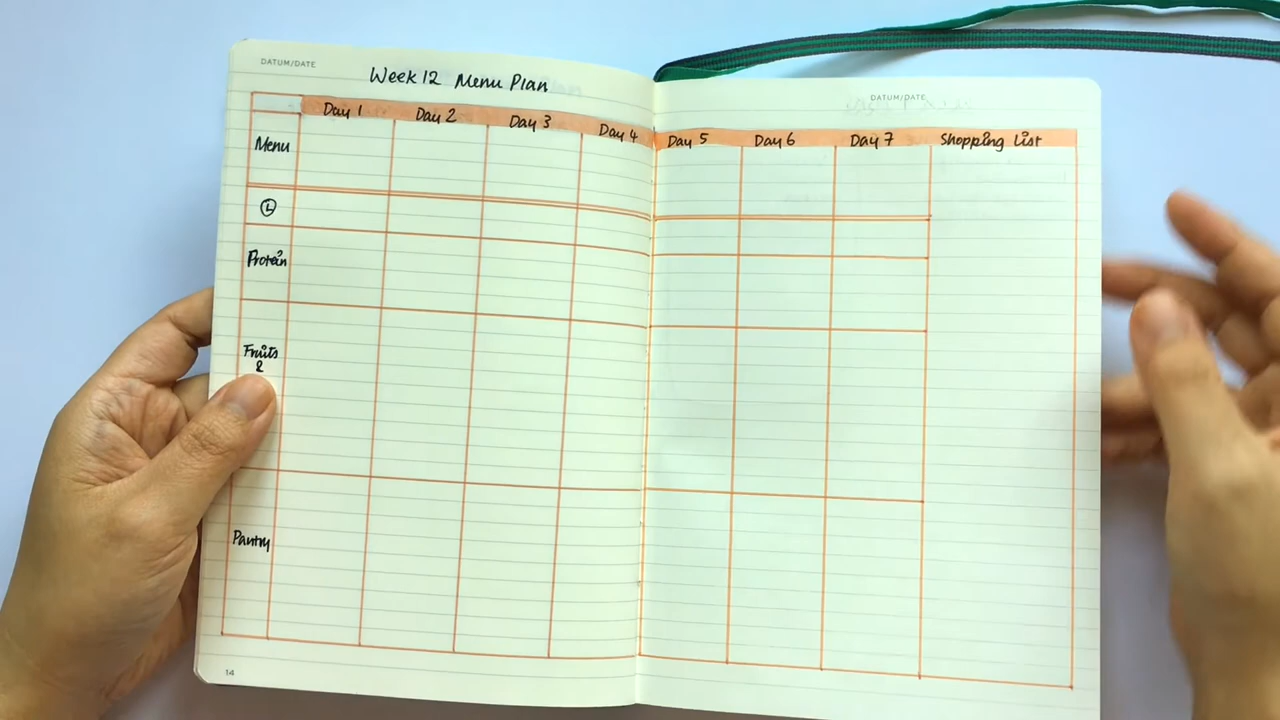 DATUM/DATE
Week 12 Menu Plan
Day 1 Day 2 Day 3 Day 4
Menu
Protein
Fruits
&
Pantry
14
DATUM/DATE
Day 5 Day 6 Day 7 Shopping List